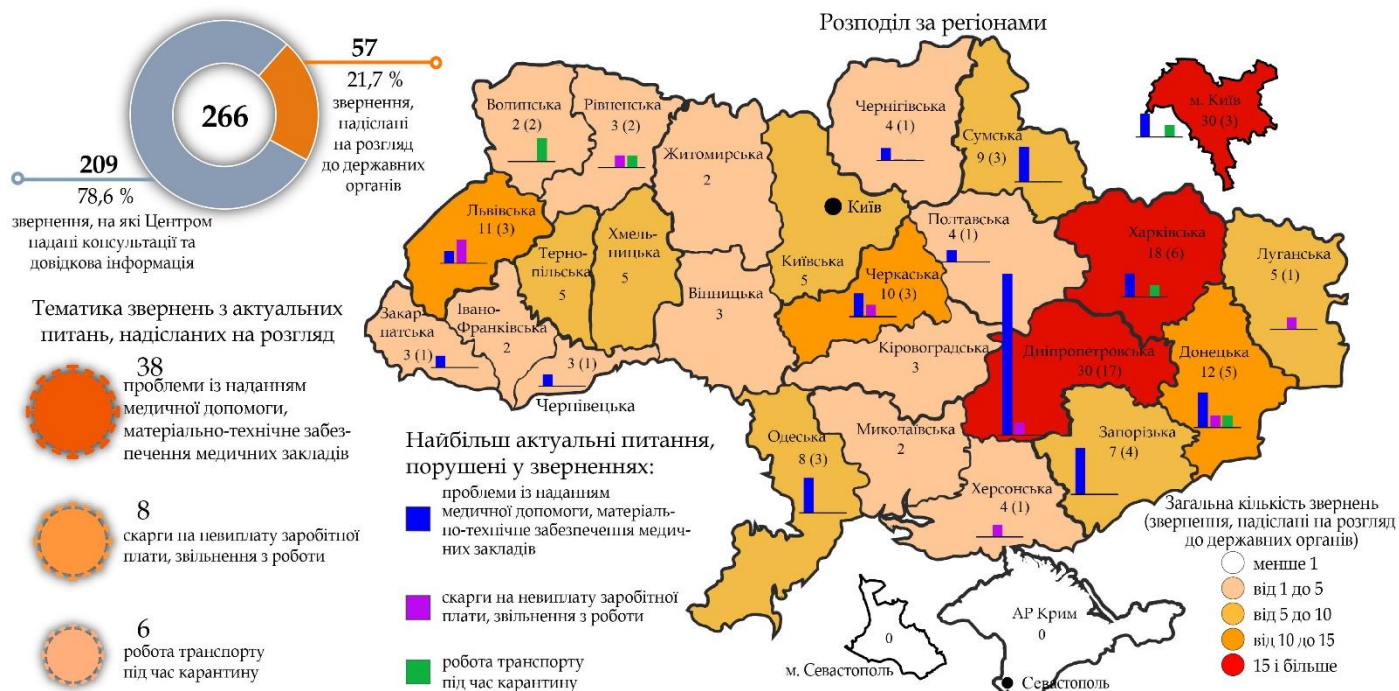 Розподіл за регіонами
266
57
21,7 %
звернення,
надіслані
на розгляд
до державних
органів
209
78,6 %
звернення, на які Центром
надані консультації та
довідкова інформація
Тематика звернень з актуальних
питань, надісланих на розгляд
38
проблеми із наданням
медичної допомоги,
матеріально-технічне забез-
печення медичних закладів
8
скарги на невиплату заробітної
плати, звільнення з роботи
6
робота транспорту
під час карантину
Волинська
2 (2)
Рівненська
3 (2)
Житомирська
2
Чернігівська
4 (1)
Сумська
9 (3)
м. Київ
30 (3)
Київ
Київська
5
Львівська
11 (3)
Терно-
пільська
5
Хмель-
ницька
5
Вінницька
3
Черкаська
10 (3)
Полтавська
4 (1)
Харківська
18 (6)
Луганська
5 (1)
Закар-
патська
3 (1)
Івано-
Франківська
2
3 (1)
Чернівецька
Кіровоградська
3
Дніпропетровська
30 (17)
Донецька
12 (5)
Одеська
8 (3)
Миколаївська
2
Запорізька
7 (4)
Херсонська
4 (1)
АР Крим
0
0
м. Севастополь
Севастополь
Найбільш актуальні питання,
порушені у зверненнях:
проблеми із наданням
медичної допомоги, матеріаль-
но-технічне забезпечення медич-
них закладів
скарги на невиплату заробітної
плати, звільнення з роботи
робота транспорту
під час карантину
Загальна кількість звернень
(звернення, надіслані на розгляд
до державних органів)
менше 1
від 1 до 5
від 5 до 10
від 10 до 15
15 і більше